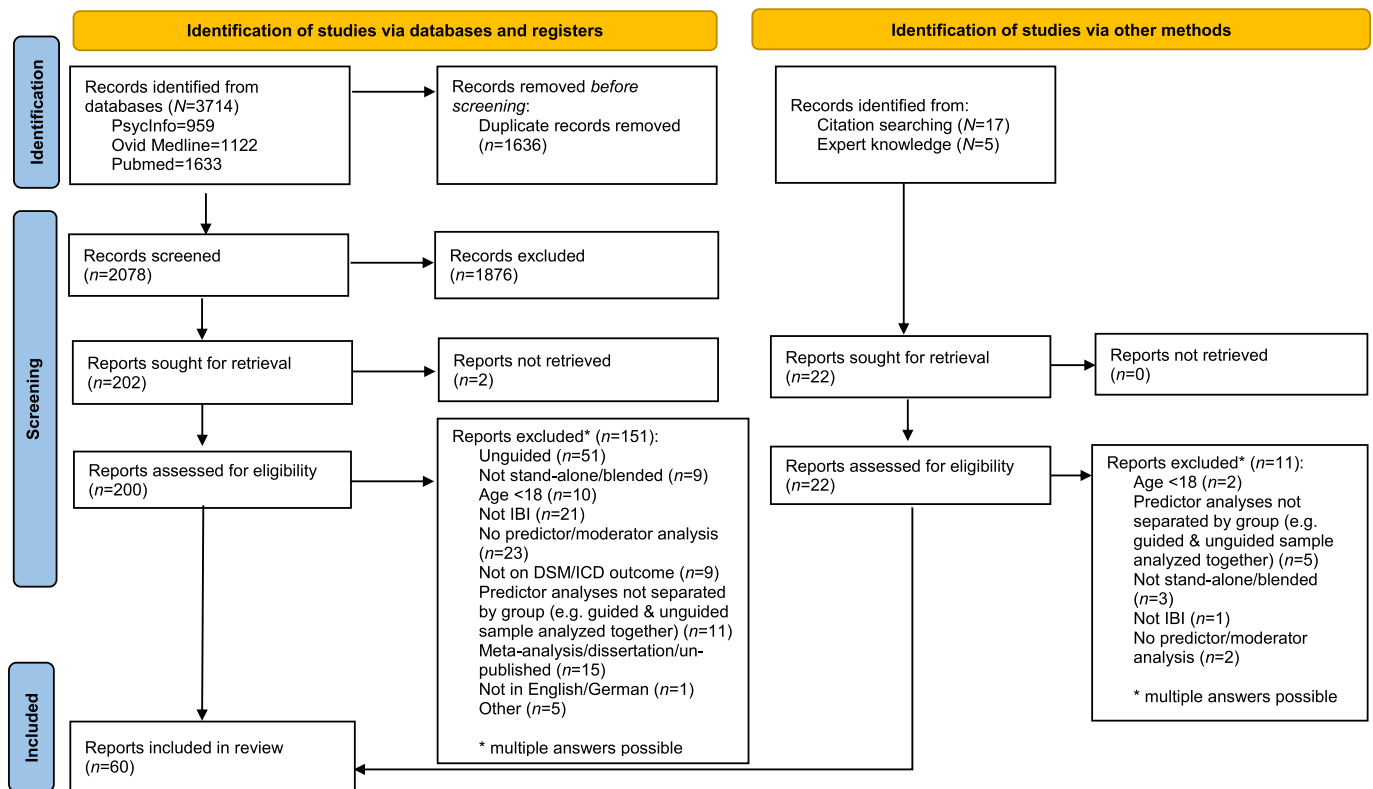 Identification of studies via databases and registers
Identification of studies via other methods
Identification
Records identified from
databases (N=3714)
PsycInfo=959
Ovid Medline=1122
Pubmed=1633
Records removed before
screening:
Duplicate records removed
(n=1636)
Records identified from:
Citation searching (N=17)
Expert knowledge (N=5)
Screening
Records screened
(n=2078)
Records excluded
(n=1876)
Reports sought for retrieval
(n=202)
Reports not retrieved
(n=2)
Reports sought for retrieval
(n=22)
Reports not retrieved
(n=0)
Reports assessed for eligibility
(n=200)
Reports excluded* (n=151):
Unguided (n=51)
Not stand-alone/blended (n=9)
Age <18 (n=10)
Not IBI (n=21)
No predictor/moderator analysis
(n=23)
Not on DSM/ICD outcome (n=9)
Predictor analyses not separated
by group (e.g. guided & unguided
sample analyzed together) (n=11)
Meta-analysis/dissertation/un-
published (n=15)
Not in English/German (n=1)
Other (n=5)
* multiple answers possible
Reports assessed for eligibility
(n=22)
Reports excluded* (n=11):
Age <18 (n=2)
Predictor analyses not
separated by group (e.g.
guided & unguided sample
analyzed together) (n=5)
Not stand-alone/blended
(n=3)
Not IBI (n=1)
No predictor/moderator
analysis (n=2)
* multiple answers possible
Included
Reports included in review
(n=60)